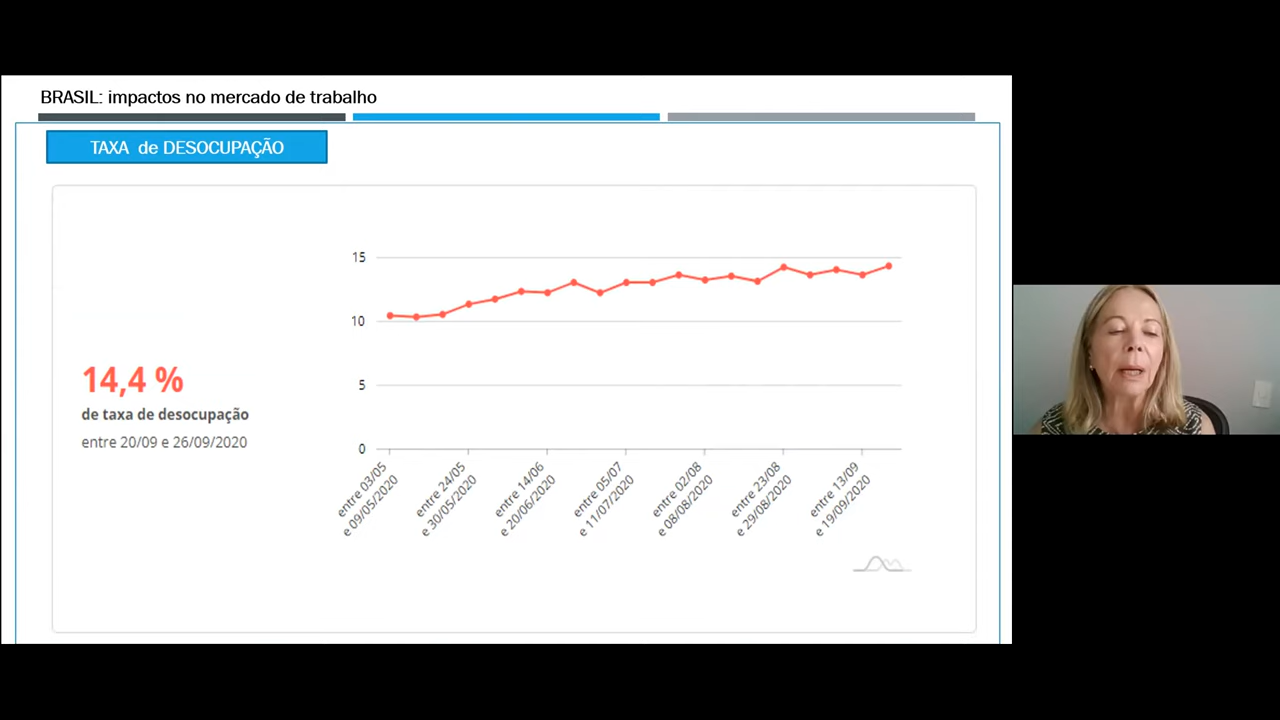 BRASIL: impactos no mercado de trabalho
TAXA de DESOCUPAÇÃO
15
10
5
0
14,4 %
de taxa de desocupação
entre 20/09 e 26/09/2020
entre 03/05
e 09/05/2020
entre 24/05
e 30/05/2020
entre 14/06
e 20/06/2020
entre 05/07
e 11/07/2020
entre 02/08
e 08/08/2020
entre 23/08
e 29/08/2020
entre 13/09
e 19/09/2020